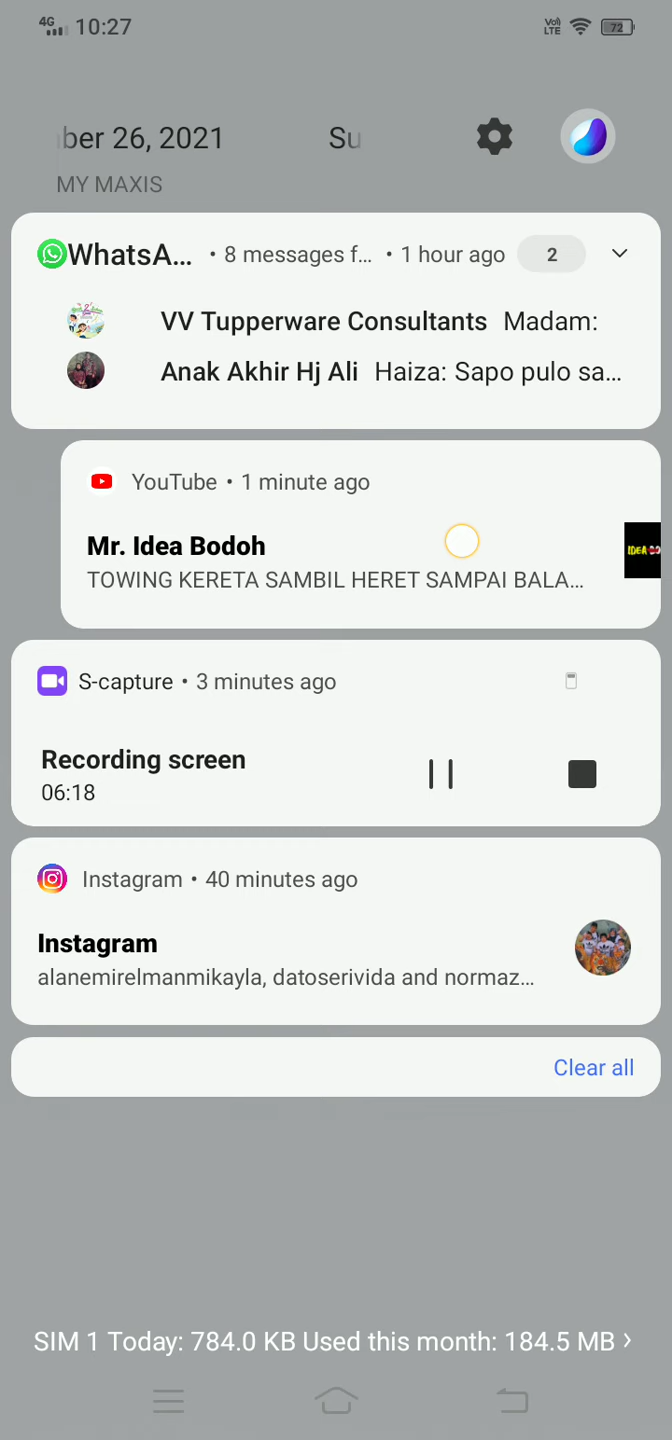 4G 10:27 VoD LTE 72
ber 26, 2021 Su
MY MAXIS
WhatsA... • 8 messages f... • 1 hour ago 2
VV Tupperware Consultants Madam:
Anak Akhir Hj Ali Haiza: Sapo pulo sa...
YouTube • 1 minute ago
Mr. Idea Bodoh
TOWING KERETA SAMBIL HERET SAMPAI BALA...
S-capture • 3 minutes ago
Recording screen
06:18
Instagram • 40 minutes ago
Instagram
alanemirelmanmikayla, datoserivida and normaz...
Clear all
SIM 1 Today: 784.0 KB Used this month: 184.5 MB ›